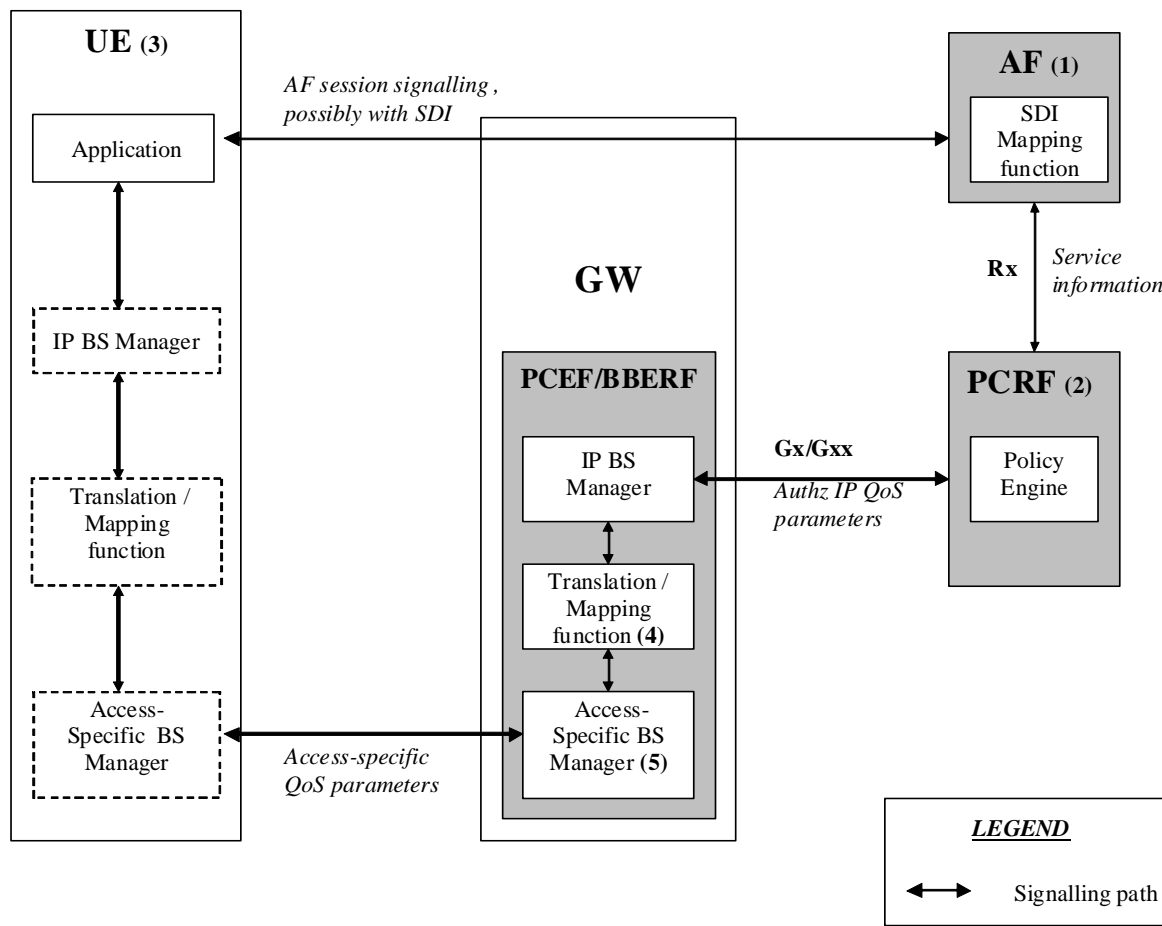 UE (3)
Application
IP BS Manager
Translation /
Mapping
function
Access-
Specific BS
Manager
AF session signalling ,
possibly with SDI
Access-specific
QoS parameters
GW
PCEF/BBERF
IP BS
Manager
Translation /
Mapping
function (4)
Access-
Specific BS
Manager (5)
Gx/Gxx
Authz IP QoS
parameters
AF (1)
SDI
Mapping
function
Rx
Service
information
PCRF (2)
Policy
Engine
LEGEND
Signalling path